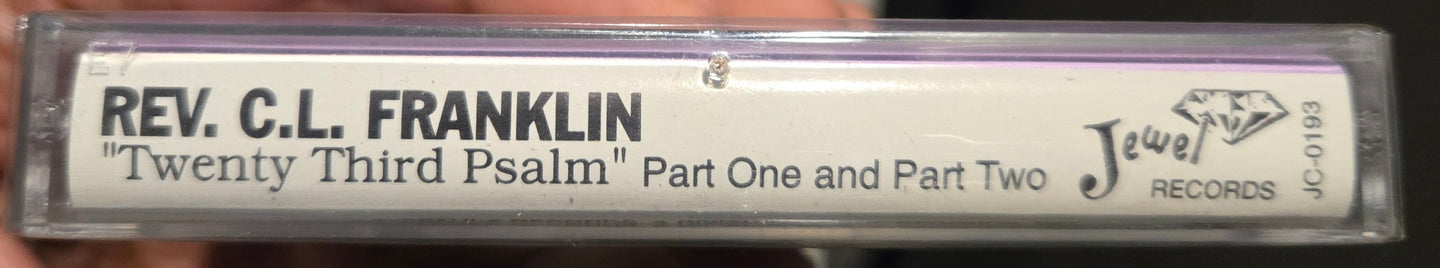 REV. C.L. FRANKLIN
"Twenty Third Psalm" Part One and Part Two
Jewel
RECORDS
JC-0193
E7